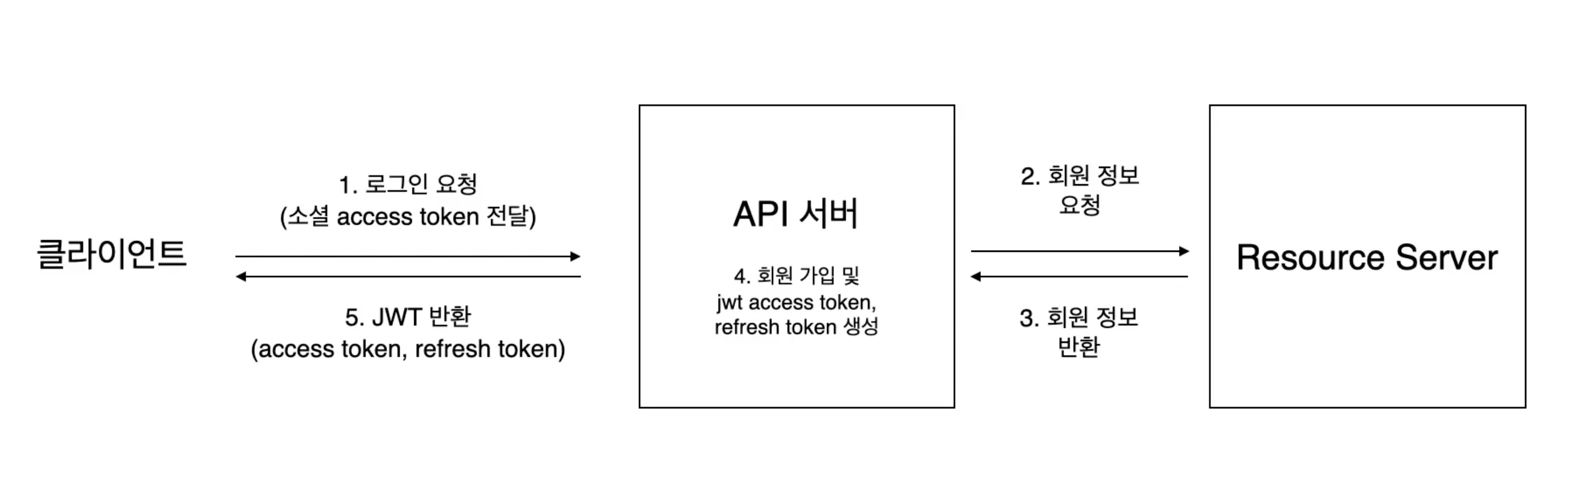 클라이언트
1. 로그인 요청
(소셜 access token 전달)
5. JWT 반환
(access token, refresh token)
API 서버
4. 회원 가입 및
jwt access token,
refresh token 생성
2. 회원 정보
요청
3. 회원 정보
반환
Resource Server